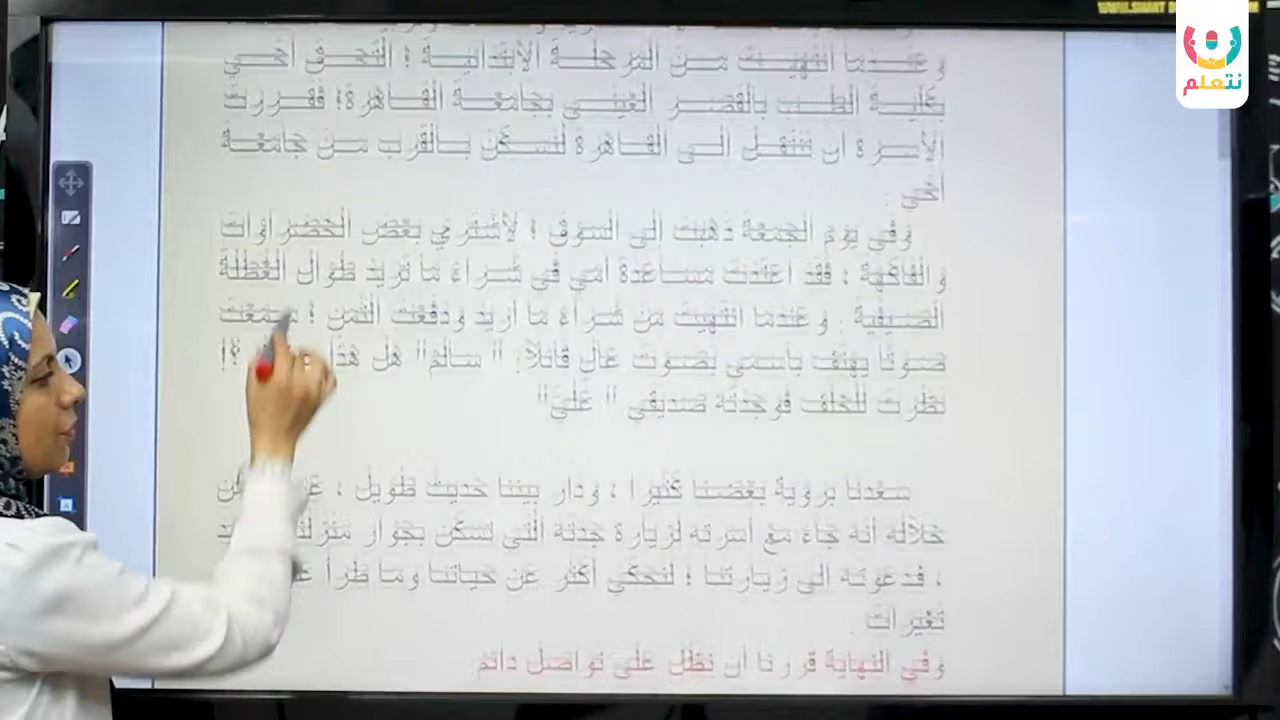 نتعلم
وعندما انتهيت من المرحلة الابتدائية ؛ التحق أخي
بكلية الطب بالقصر العيني بجامعة القاهرة؛ فقررت
الأسرة أن تنتقل إلى القاهرة لنسكن بالقرب من جامعة
أخي .
وفي يوم الجمعة ذهبت إلى السوق ؛ لأشتري بعض الخضراوات
والفاكهة ، فقد اعتدت مساعدة أمي في شراء ما تريد طوال العطلة
الصيفية . وعندما انتهيت من شراء ما أريد ودفعت الثمن ؛ سمعت
صوتًا يهتف باسمي بصوت عالٍ قائلاً: " سالم" هل هذا ؟!
نظرت للخلف فوجدته صديقي " علي"
سعدنا برؤية بعضنا كثيرا ، ودار بيننا حديث طويل ،
خلاله أنه جاء مع أسرته لزيارة جدته التي تسكن بجوار
، فدعوته إلى زيارتنا ؛ لنحكي أكثر عن حياتنا وما طرأ
تغيرات .
وفي النهاية قررنا أن نظل على تواصل دائم